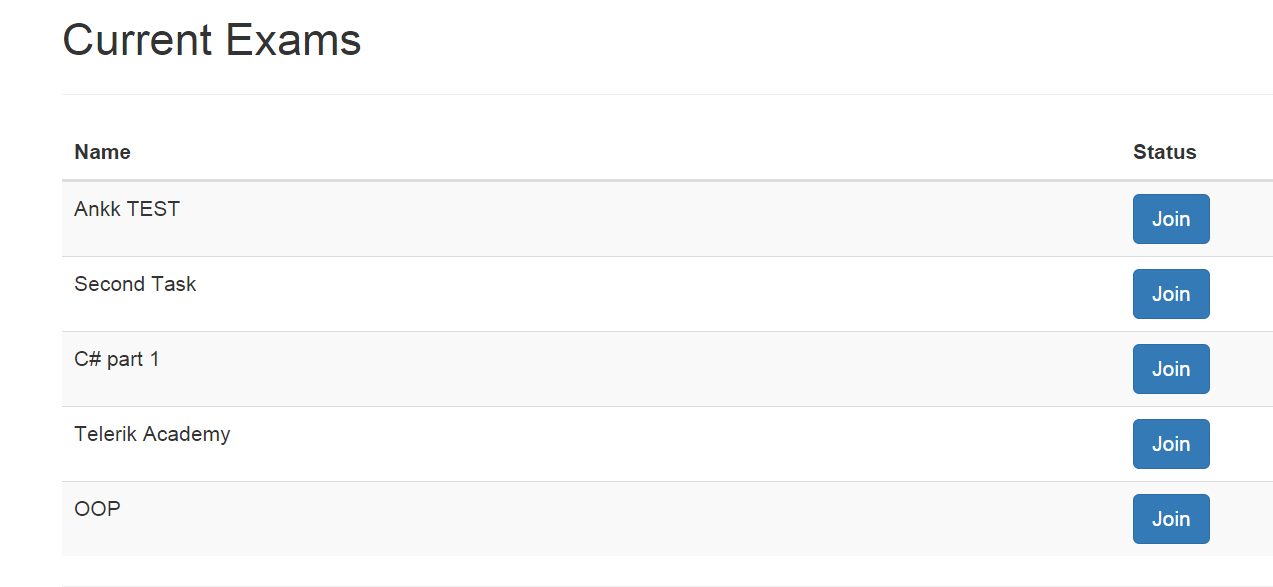 Current Exams
Name Status
Ankk TEST Join
Second Task Join
C# part 1 Join
Telerik Academy Join
OOP Join